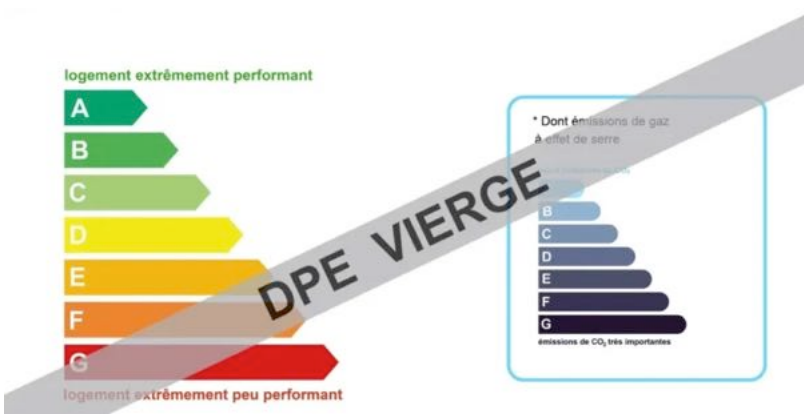 logement extrêmement performant
A
B
C
D
E
F
G
logement extrêmement peu performant
DPE VIERGE
* Dont émissions de gaz
à effet de serre
B
C
D
E
F
G
émissions de CO₂ très importantes